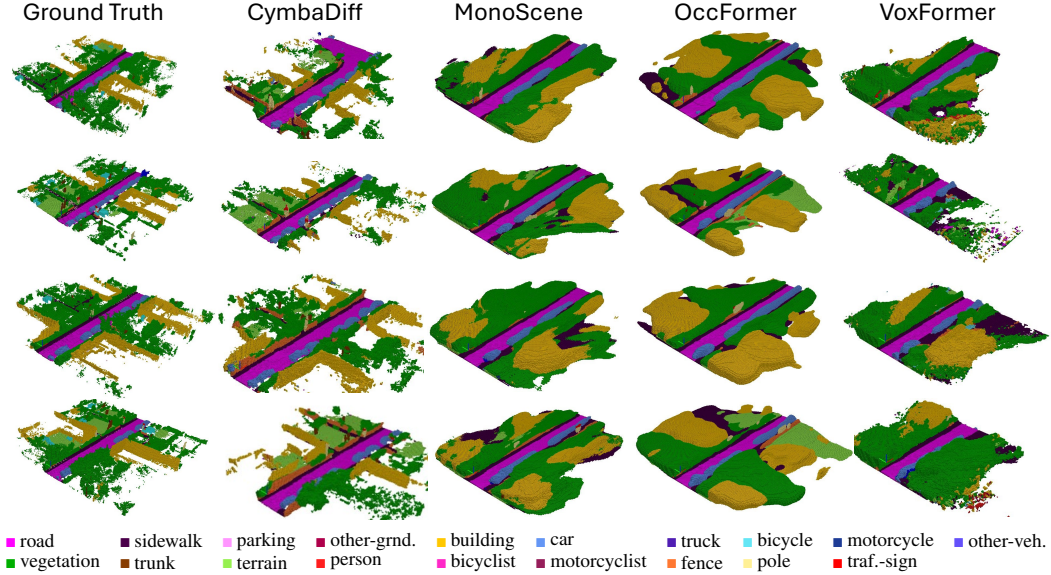 Ground Truth CymbaDiff MonoScene OccFormer VoxFormer
road sidewalk parking other-grnd. building car truck bicycle motorcycle other-veh.
vegetation trunk terrain person bicyclist motorcyclist fence pole traf.-sign